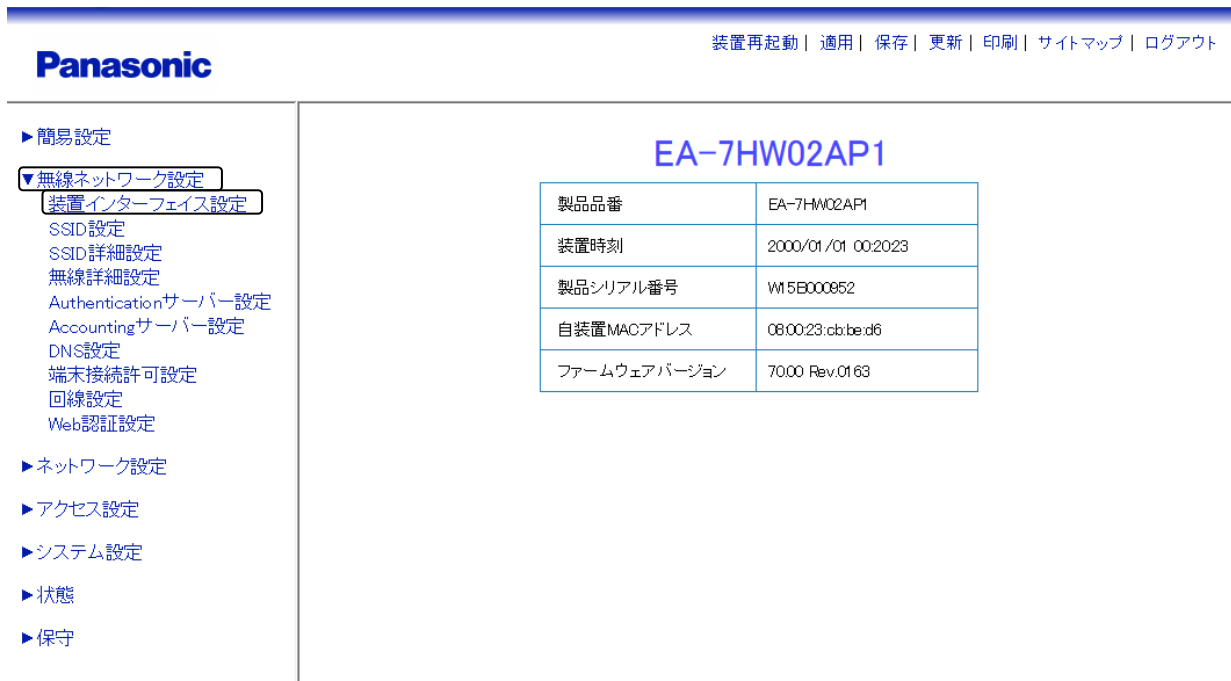 装置再起動| 適用| 保存| 更新| 印刷| サイトマップ| ログアウト
Panasonic
►簡易設定
▼無線ネットワーク設定
装置インターフェイス設定
SSID設定
SSID詳細設定
無線詳細設定
Authenticationサーバー設定
Accountingサーバー設定
DNS設定
端末接続許可設定
回線設定
Web認証設定
►ネットワーク設定
►アクセス設定
►システム設定
►状態
►保守
EA-7HW02AP1
製品品番 EA-7HW02AP1
装置時刻 2000/01/01 00:20:23
製品シリアル番号 W15B000952
自装置MACアドレス 08:00:23:cb:be:d6
ファームウェアバージョン 70.00 Rev.0163